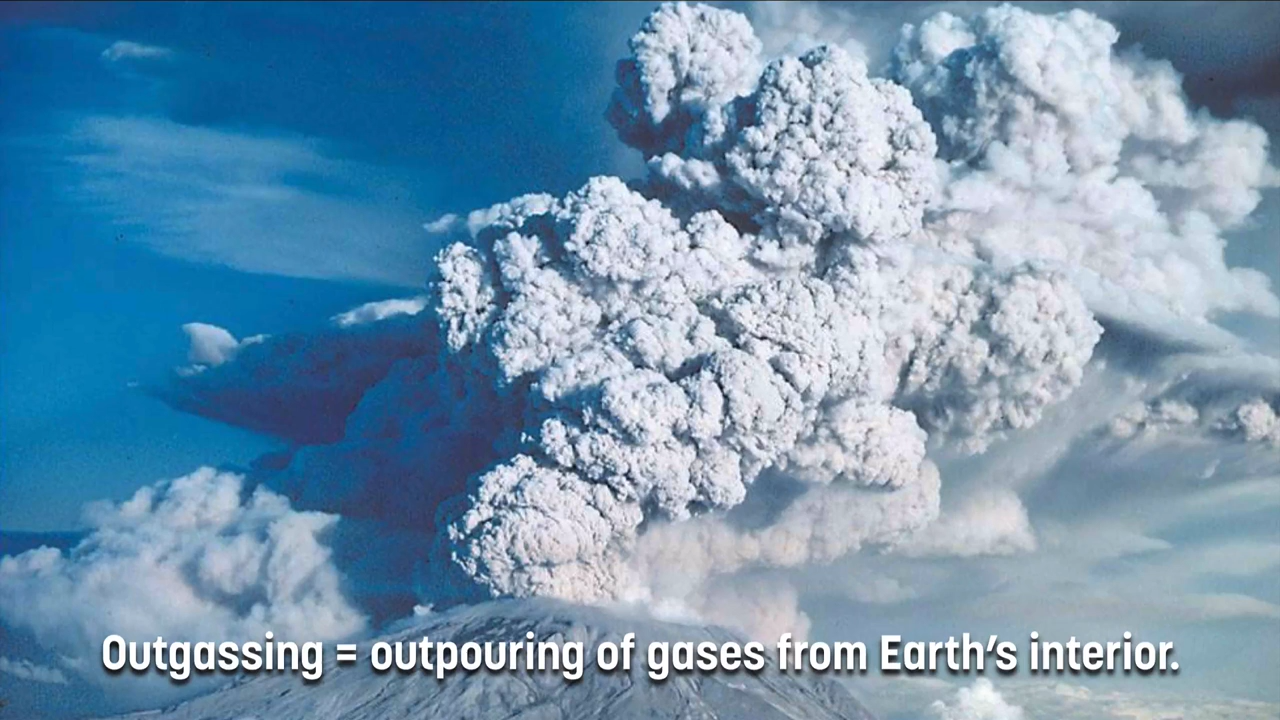 Outgassing = outpouring of gases from Earth’s interior.